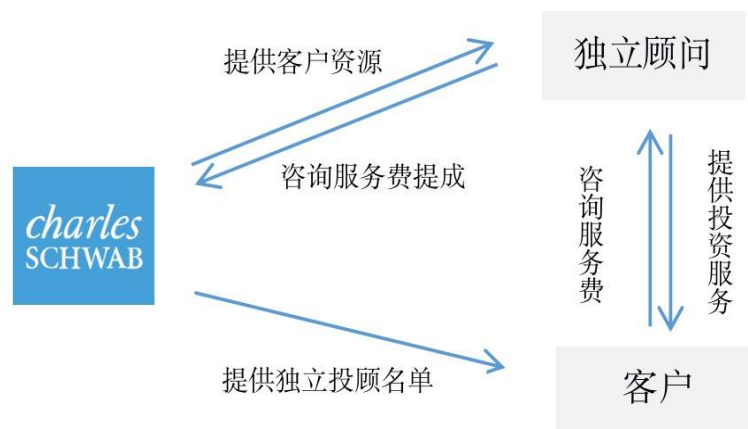 提供客户资源
独立顾问
咨询服务费提成
charles
SCHWAB
咨询服务费
提供投资服务
提供独立投顾名单
客户